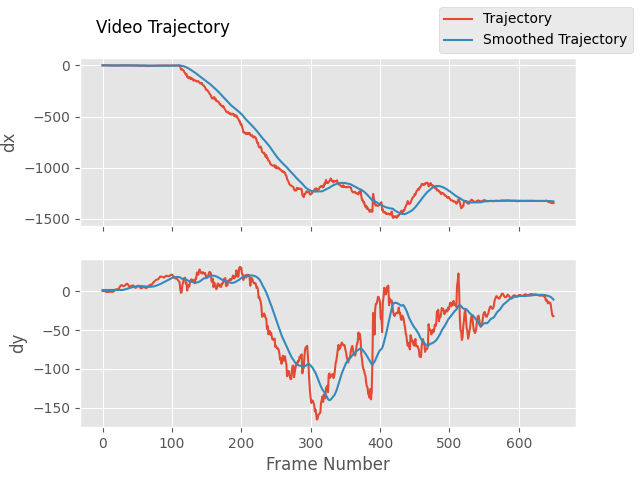 Video Trajectory
Trajectory
Smoothed Trajectory
dx
0
−500
−1000
−1500
dy
0
−50
−100
−150
0 100 200 300 400 500 600
Frame Number